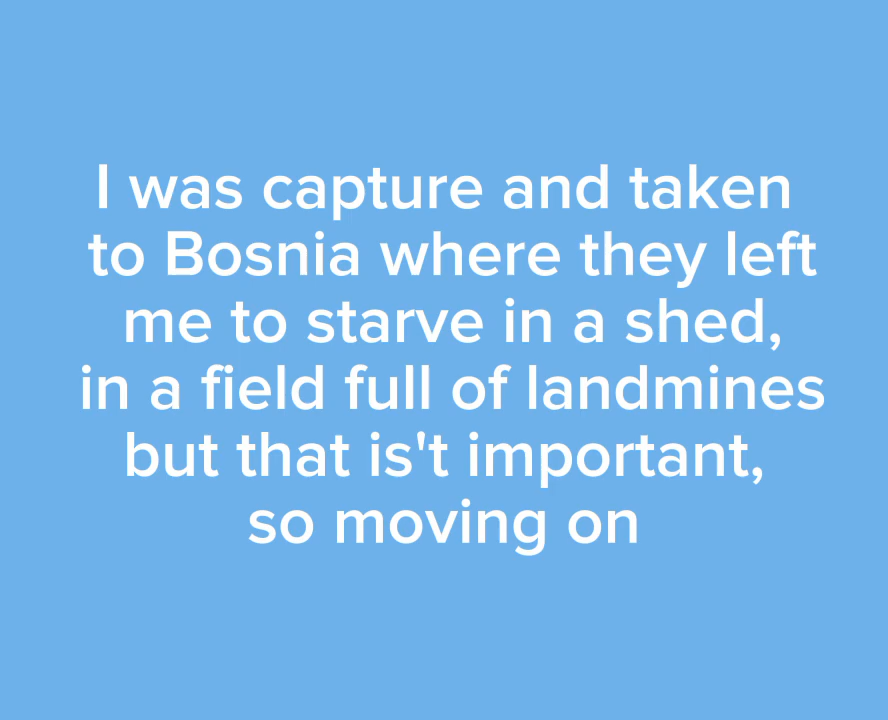 I was capture and taken
to Bosnia where they left
me to starve in a shed,
in a field full of landmines
but that is't important,
so moving on